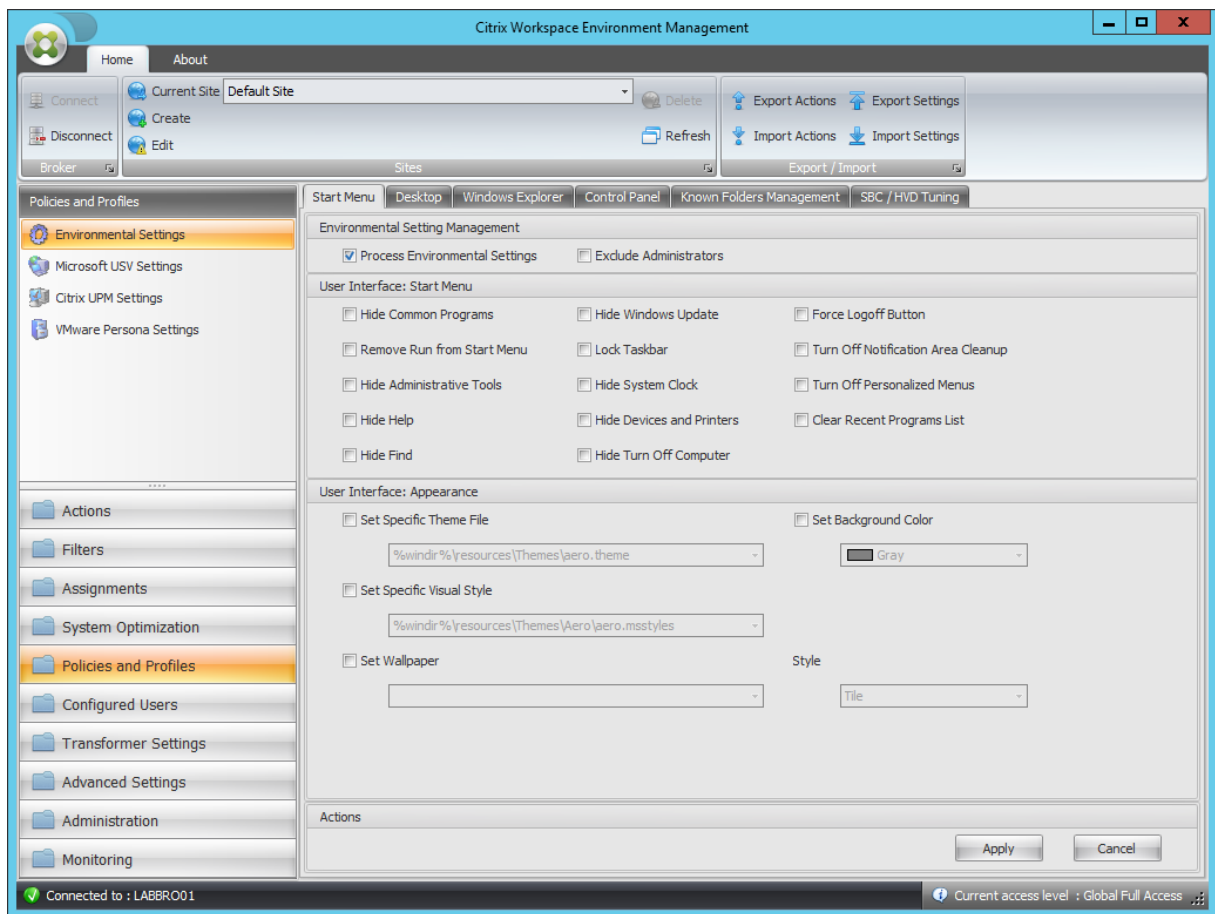 Citrix Workspace Environment Management
Home About
Connect
Disconnect
Broker
Current Site Default Site
Create
Edit
Delete
Refresh
Sites
Export Actions Export Settings
Import Actions Import Settings
Export / Import
Policies and Profiles
Environmental Settings
Microsoft USV Settings
Citrix UPM Settings
VMware Persona Settings
Actions
Filters
Assignments
System Optimization
Policies and Profiles
Configured Users
Transformer Settings
Advanced Settings
Administration
Monitoring
Start Menu Desktop Windows Explorer Control Panel Known Folders Management SBC / HVD Tuning
Environmental Setting Management
Process Environmental Settings Exclude Administrators
User Interface: Start Menu
Hide Common Programs Hide Windows Update Force Logoff Button
Remove Run from Start Menu Lock Taskbar Turn Off Notification Area Cleanup
Hide Administrative Tools Hide System Clock Turn Off Personalized Menus
Hide Help Hide Devices and Printers Clear Recent Programs List
Hide Find Hide Turn Off Computer
User Interface: Appearance
Set Specific Theme File Set Background Color
%windir%\resources\Themes\aero.theme Gray
Set Specific Visual Style
%windir%\resources\Themes\Aero\aero.msstyles
Set Wallpaper Style
Tile
Actions
Apply Cancel
Connected to : LABBRO01 Current access level : Global Full Access